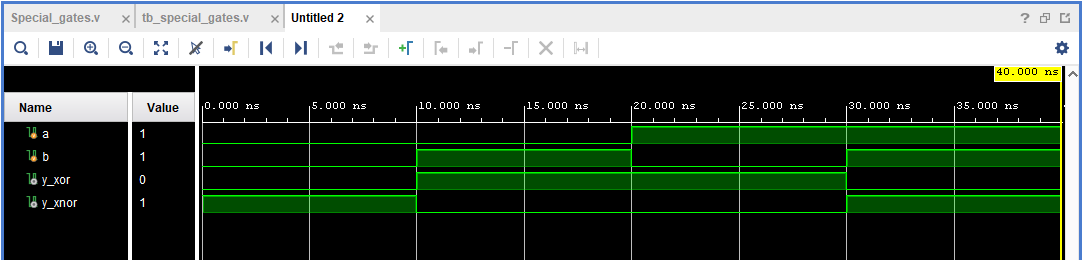 Special_gates.v × tb_special_gates.v × Untitled 2 × ?
40.000 ns
Name Value 0.000 ns 5.000 ns 10.000 ns 15.000 ns 20.000 ns 25.000 ns 30.000 ns 35.000 ns
a 1
b 1
y_xor 0
y_xnor 1